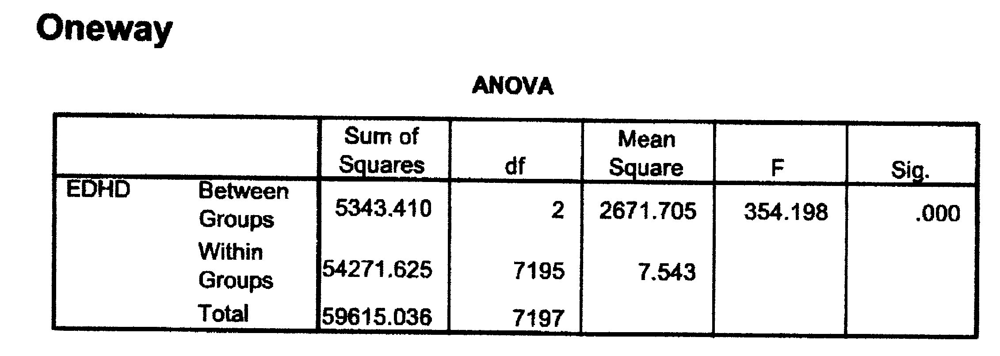 Oneway
ANOVA
Sum of Squares df Mean Square F Sig.
EDHD Between Groups 5343.410 2 2671.705 354.198 .000
Within Groups 54271.625 7195 7.543
Total 59615.036 7197